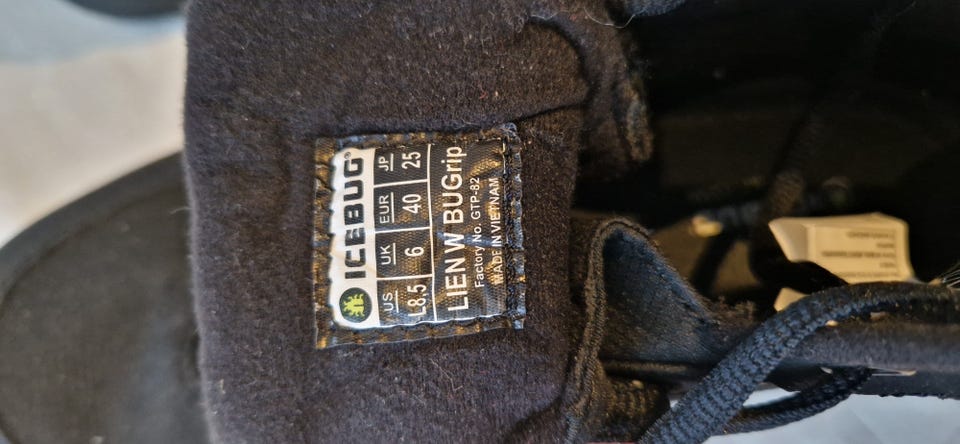 ICEBUG®
US UK EUR JP
L8,5 6 40 25
LIEN W BUGrip
Factory No. GTP-82
MADE IN VIETNAM